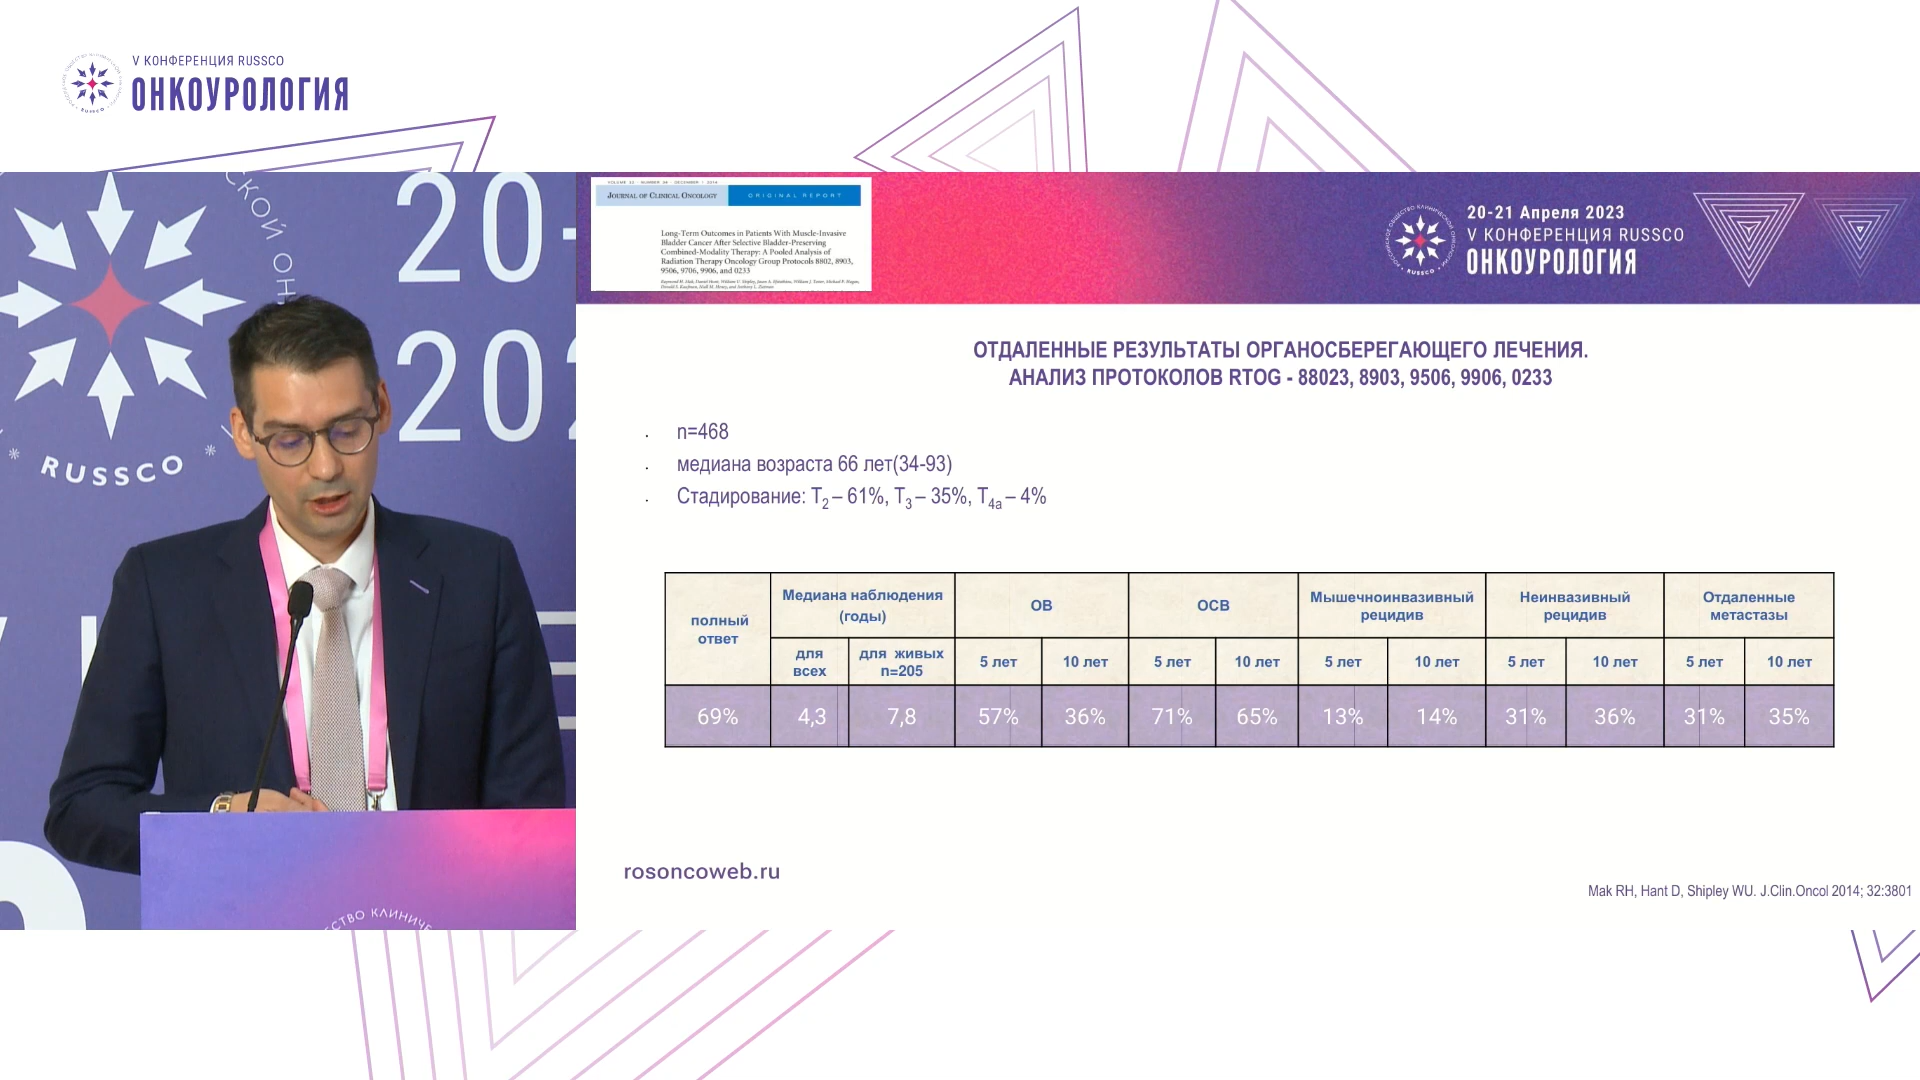 V КОНФЕРЕНЦИЯ RUSSCO
ОНКОУРОЛОГИЯ
СКОЙ ОН
20-
202
RUSSCO
СТВО КЛИНИЧЕ
JOURNAL OF CLINICAL ONCOLOGY
ORIGINAL REPORT
Long-Term Outcomes in Patients With Muscle-Invasive
Bladder Cancer After Selective Bladder-Preserving
Combined-Modality Therapy: A Pooled Analysis of
Radiation Therapy Oncology Group Protocols 8802, 8903,
9506, 9706, 9906, and 0233
20-21 Апреля 2023
V КОНФЕРЕНЦИЯ RUSSCO
ОНКОУРОЛОГИЯ
ОТДАЛЕННЫЕ РЕЗУЛЬТАТЫ ОРГАНОСБЕРЕГАЮЩЕГО ЛЕЧЕНИЯ.
АНАЛИЗ ПРОТОКОЛОВ RTOG - 88023, 8903, 9506, 9906, 0233
n=468
медиана возраста 66 лет(34-93)
Стадирование: T2 – 61%, T3 – 35%, T4a – 4%
полный ответ
Медиана наблюдения (годы)
ОВ
ОСВ
Мышечноинвазивный рецидив
Неинвазивный рецидив
Отдаленные метастазы
для всех
для живых n=205
5 лет 10 лет 5 лет 10 лет 5 лет 10 лет 5 лет 10 лет 5 лет 10 лет
69% 4,3 7,8 57% 36% 71% 65% 13% 14% 31% 36% 31% 35%
rosoncoweb.ru
Mak RH, Hant D, Shipley WU. J.Clin.Oncol 2014; 32:3801